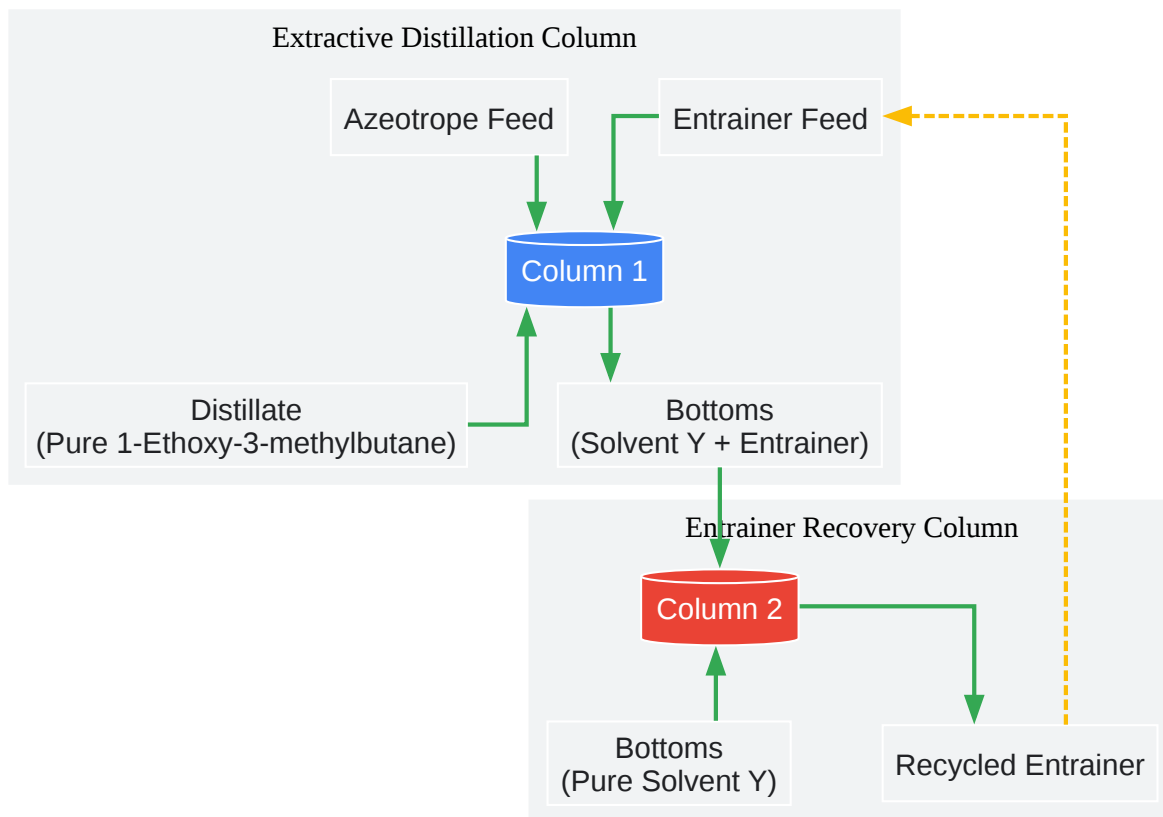 Extractive Distillation Column
Azeotrope Feed
Entrainer Feed
Column 1
Distillate
(Pure 1-Ethoxy-3-methylbutane)
Bottoms
(Solvent Y + Entrainer)
Entrainer Recovery Column
Column 2
Bottoms
(Pure Solvent Y)
Recycled Entrainer